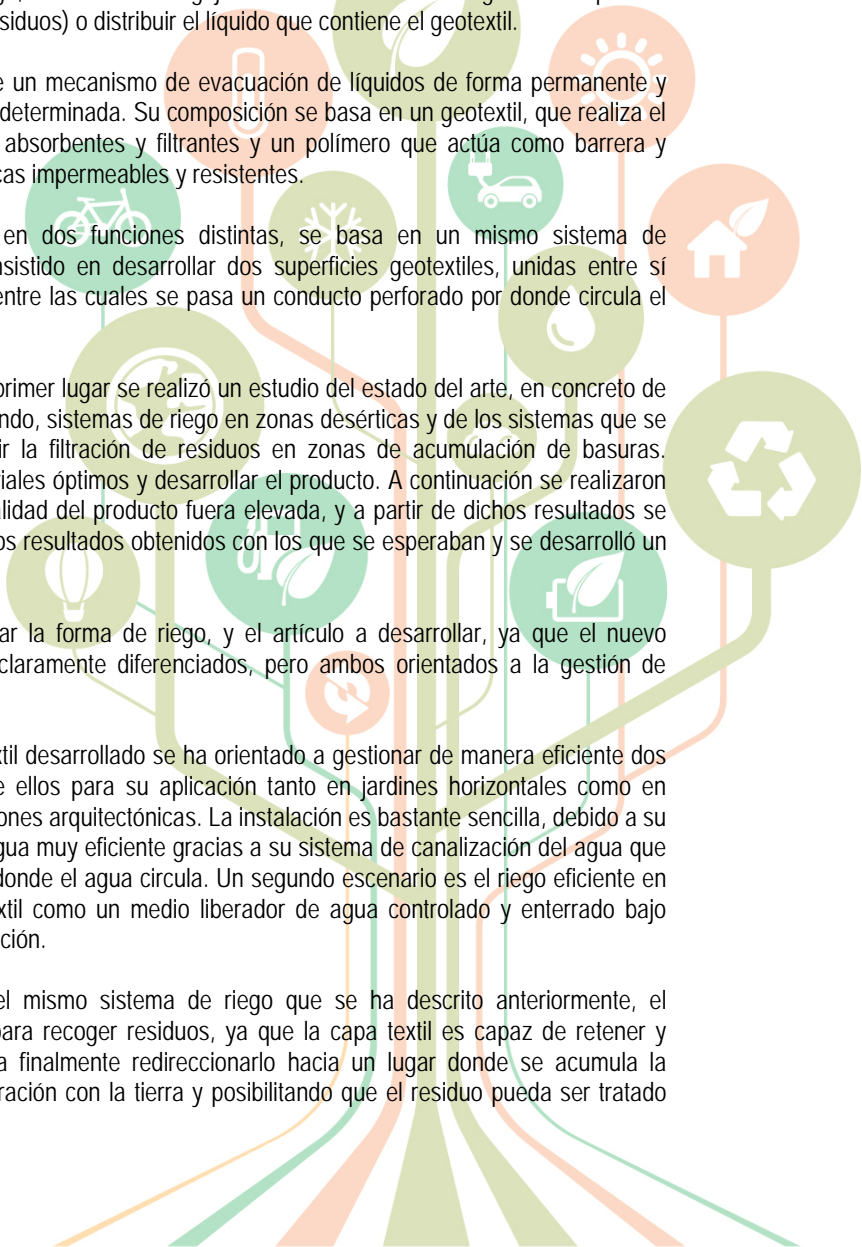 siduos) o distribuir el líquido que contiene el geotextil.
e un mecanismo de evacuación de líquidos de forma permanente y
determinada. Su composición se basa en un geotextil, que realiza el
absorbentes y filtrantes y un polímero que actúa como barrera y
cas impermeables y resistentes.
en dos funciones distintas, se basa en un mismo sistema de
nsistido en desarrollar dos superficies geotextiles, unidas entre sí
entre las cuales se pasa un conducto perforado por donde circula el
primer lugar se realizó un estudio del estado del arte, en concreto de
ndo, sistemas de riego en zonas desérticas y de los sistemas que se
ir la filtración de residuos en zonas de acumulación de basuras.
riales óptimos y desarrollar el producto. A continuación se realizaron
alidad del producto fuera elevada, y a partir de dichos resultados se
os resultados obtenidos con los que se esperaban y se desarrolló un
ar la forma de riego, y el artículo a desarrollar, ya que el nuevo
claramente diferenciados, pero ambos orientados a la gestión de
xtil desarrollado se ha orientado a gestionar de manera eficiente dos
e ellos para su aplicación tanto en jardines horizontales como en
ones arquitectónicas. La instalación es bastante sencilla, debido a su
gua muy eficiente gracias a su sistema de canalización del agua que
donde el agua circula. Un segundo escenario es el riego eficiente en
xtil como un medio liberador de agua controlado y enterrado bajo
ción.
el mismo sistema de riego que se ha descrito anteriormente, el
para recoger residuos, ya que la capa textil es capaz de retener y
a finalmente redireccionarlo hacia un lugar donde se acumula la
ración con la tierra y posibilitando que el residuo pueda ser tratado